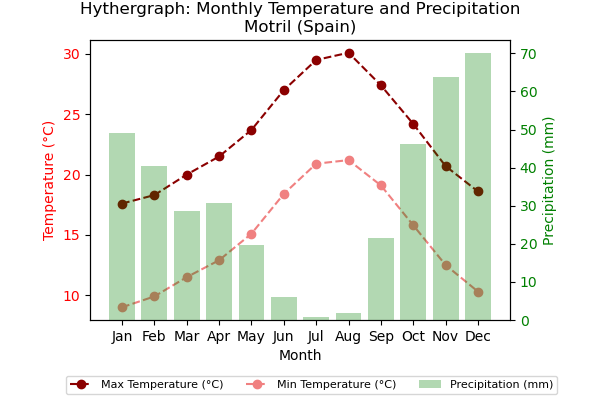 Hythergraph: Monthly Temperature and Precipitation
Motril (Spain)
30
25
20
15
10
Temperature (°C)
70
60
50
40
30
20
10
0
Precipitation (mm)
Jan Feb Mar Apr May Jun Jul Aug Sep Oct Nov Dec
Month
Max Temperature (°C) Min Temperature (°C) Precipitation (mm)